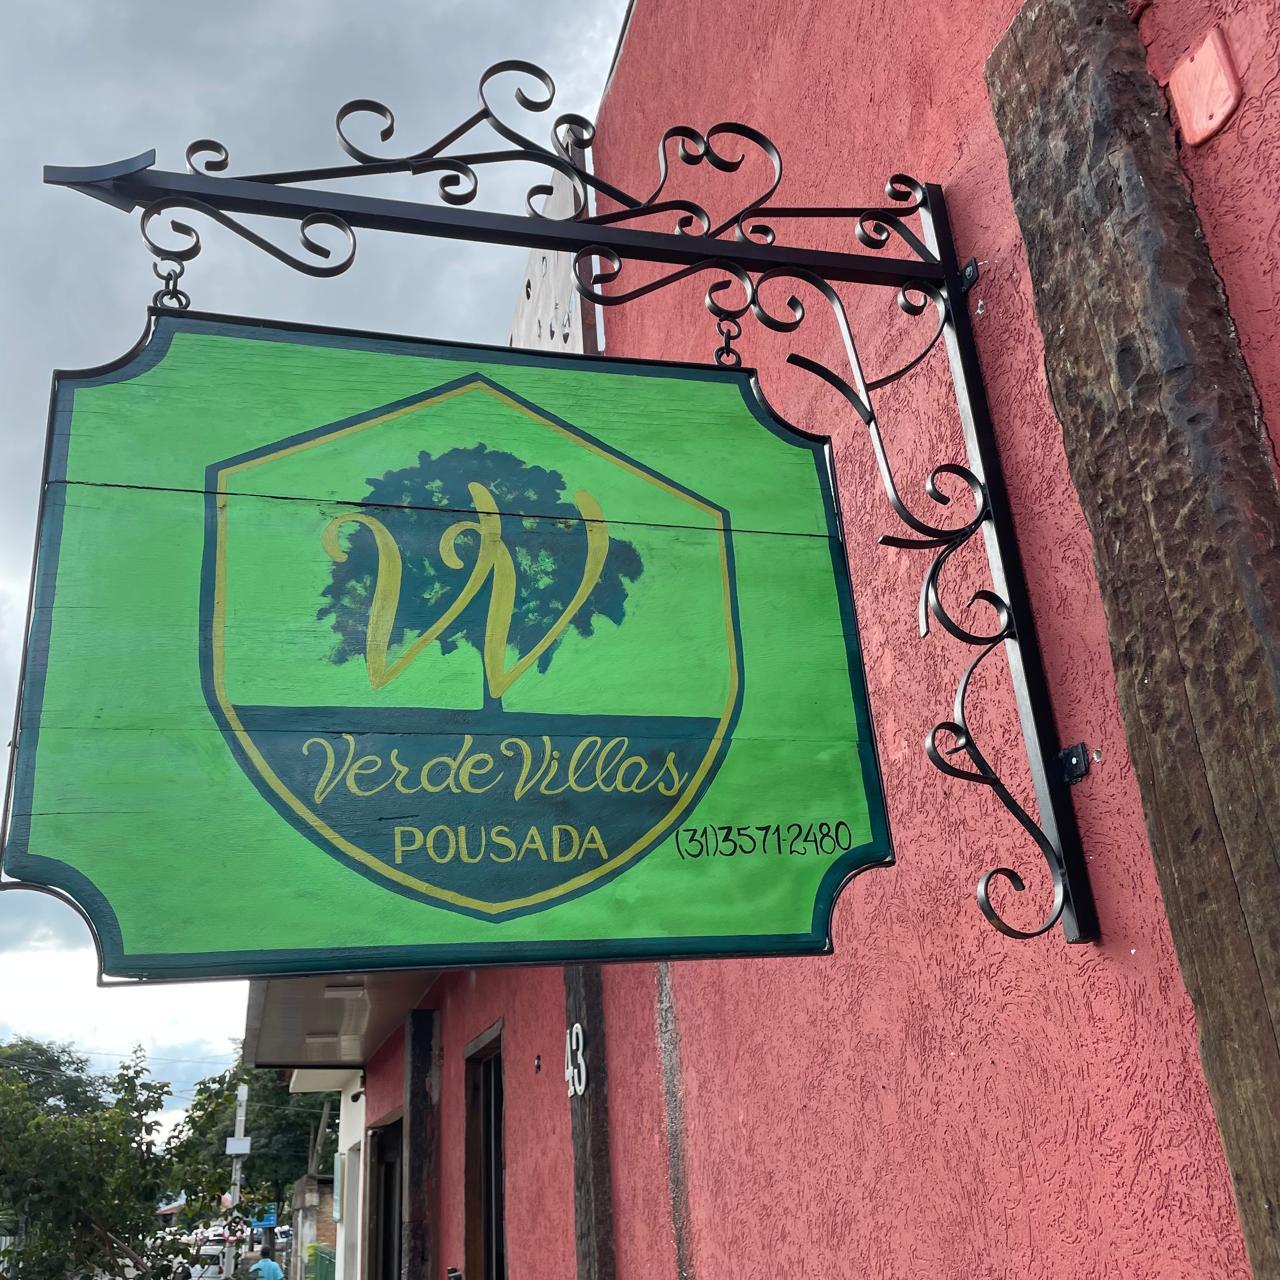 VV
Verde Villas
POUSADA
(31)3571-2480
43